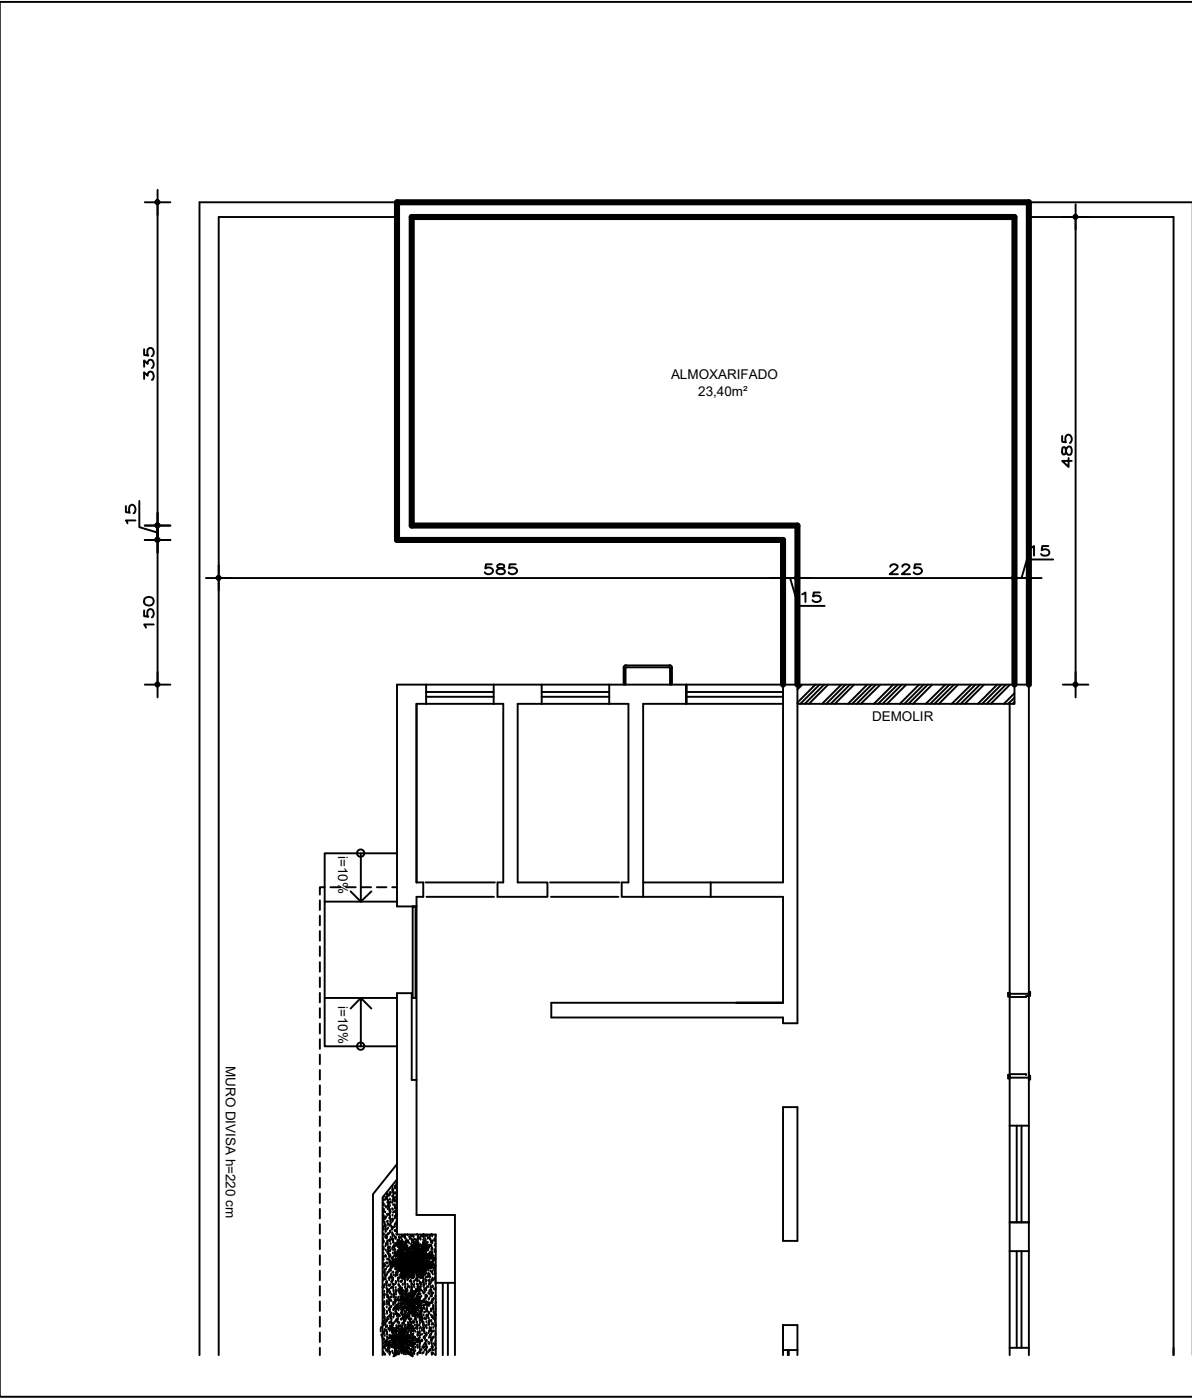 335
ALMOXARIFADO
23,40m²
485
15
15
585
225
15
150
DEMOLIR
i=10%
i=10%
MURO DIVISA h=220 cm